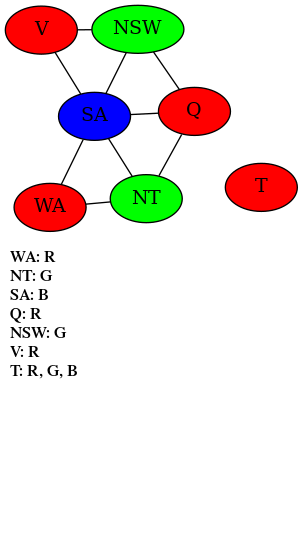 V
NSW
SA
Q
T
WA
NT
WA: R
NT: G
SA: B
Q: R
NSW: G
V: R
T: R, G, B